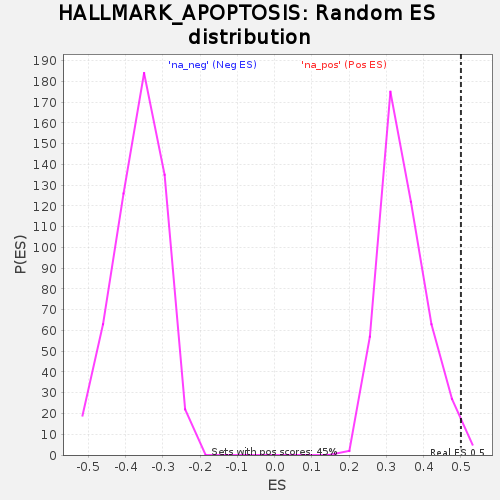 HALLMARK_APOPTOSIS: Random ES
distribution
'na_neg' (Neg ES)
'na_pos' (Pos ES)
P(ES)
190
180
170
160
150
140
130
120
110
100
90
80
70
60
50
40
30
20
10
0
Sets with pos scores: 45%
Real ES 0.5
-0.5 -0.4 -0.3 -0.2 -0.1 0.0 0.1 0.2 0.3 0.4 0.5
ES